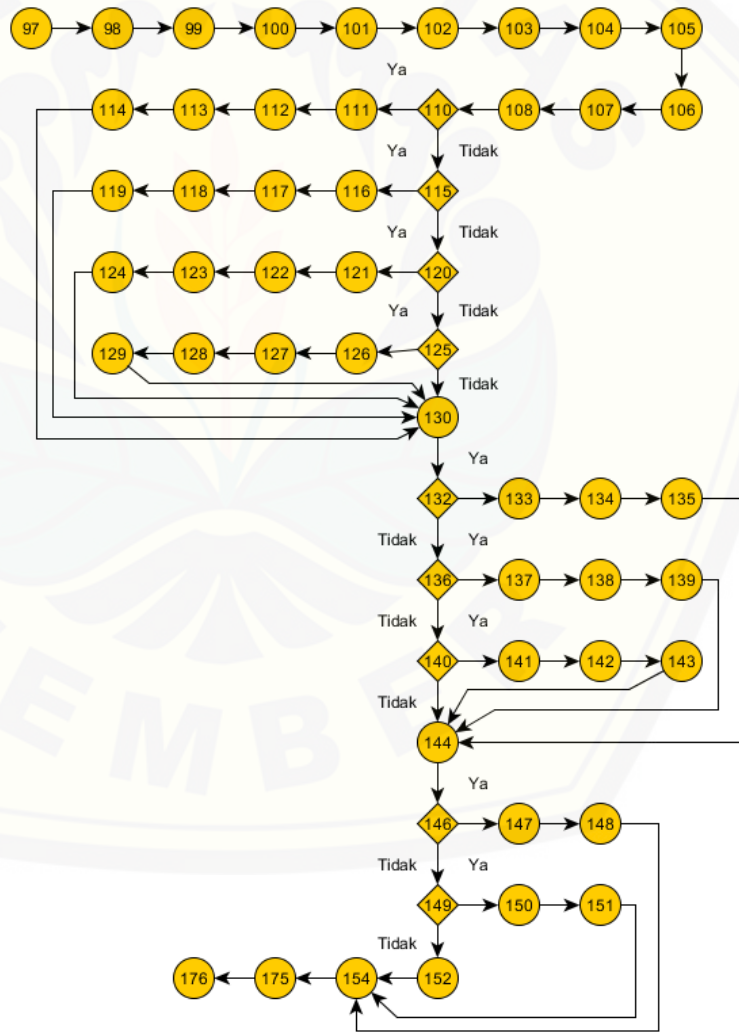 97 98 99 100 101 102 103 104 105
Ya
114 113 112 111 110 108 107 106
Ya Tidak
119 118 117 116 115
Ya Tidak
124 123 122 121 120
Ya Tidak
129 128 127 126 125
Tidak
130
Ya
132 133 134 135
Tidak Ya
136 137 138 139
Tidak Ya
140 141 142 143
Tidak
144
Ya
146 147 148
Tidak Ya
149 150 151
Tidak
176 175 154 152
EMBER
AS